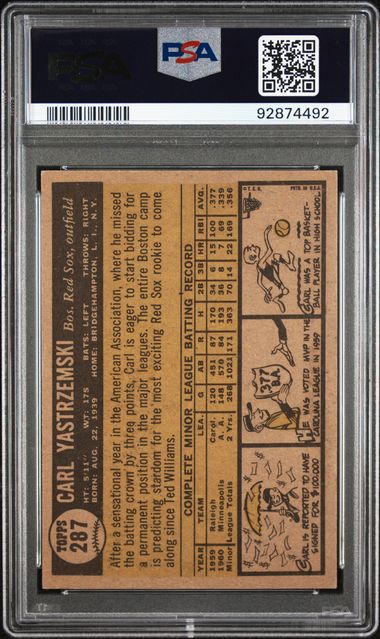 PSA
PSA
92874492
TOPPS
287
CARL YASTRZEMSKI
Bos. Red Sox, outfield
HT: 5'11" WT: 175 BATS: LEFT THROWS: RIGHT
BORN: AUG. 22, 1939 HOME: BRIDGEHAMPTON, L. I., N.Y.
After a sensational year in the American Association, where he missed
the batting crown by three points, Carl is eager to start bidding for
a permanent position in the major leagues. The entire Boston camp
is predicting stardom for the most exciting Red Sox rookie to come
along since Ted Williams.
COMPLETE MINOR LEAGUE BATTING RECORD
YEAR TEAM LEA. G AB R H 2B 3B HR RBI AVG.
1959 Raleigh Carol. 120 451 87 170 34 6 15 100 .377
1960 Minneapolis A.A. 148 570 84 193 36 8 7 69 .339
Minor League Totals 2 Yrs. 268 1021 171 363 70 14 22 169 .356
CARL IS REPORTED TO HAVE
SIGNED FOR $100,000
.377
B.A.
HE WAS VOTED MVP IN THE
CAROLINA LEAGUE IN 1959
CARL WAS A TOP BASKET-
BALL PLAYER IN HIGH SCHOOL
© T. C. G. PRTD. IN U.S.A.